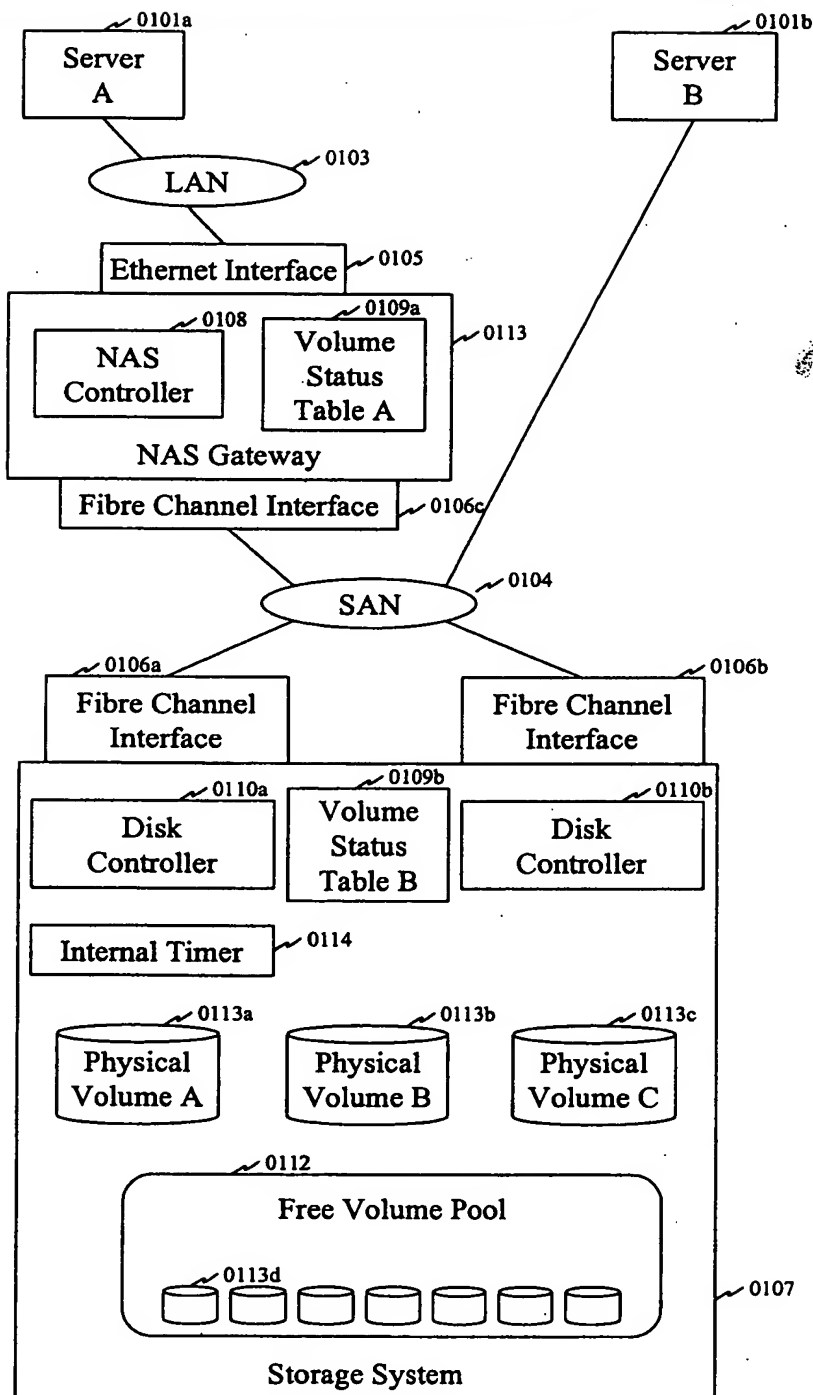 0101a
Server
A
0101b
Server
B
0103
LAN
Ethernet Interface
0105
0108
NAS
Controller
0109a
Volume
Status
Table A
0113
NAS Gateway
Fibre Channel Interface
0106c
SAN
0104
0106a
Fibre Channel
Interface
0106b
Fibre Channel
Interface
0110a
Disk
Controller
0109b
Volume
Status
Table B
0110b
Disk
Controller
Internal Timer
0114
0113a
Physical
Volume A
0113b
Physical
Volume B
0113c
Physical
Volume C
0112
Free Volume Pool
0113d
0107
Storage System